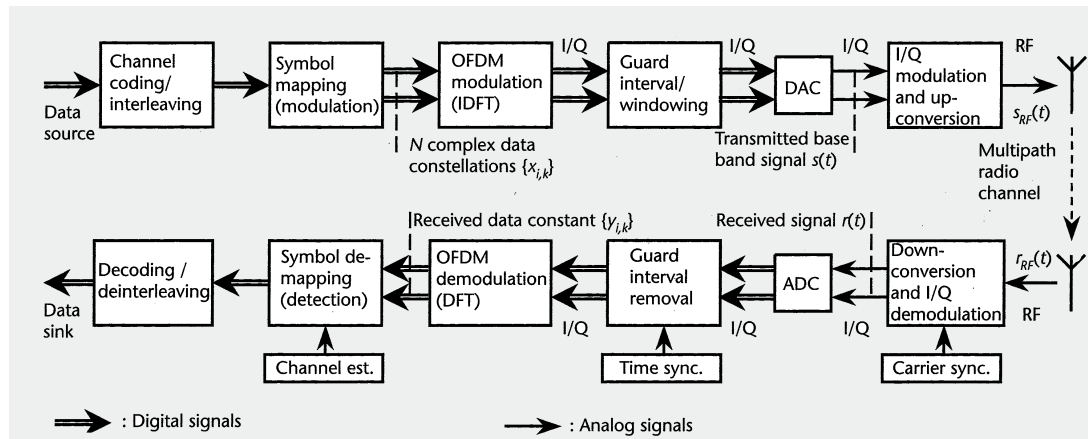 Data
source
Channel
coding/
interleaving
Symbol
mapping
(modulation)
I/Q
OFDM
modulation
(IDFT)
I/Q
Guard
interval/
windowing
I/Q
DAC
I/Q
I/Q
modulation
and up-
conversion
RF
s_RF(t)
N complex data
constellations {x_i,k}
Transmitted base
band signal s(t)
Multipath
radio
channel
Received data constant {y_i,k}
Received signal r(t)
r_RF(t)
RF
Down-
conversion
and I/Q
demodulation
I/Q
ADC
I/Q
Guard
interval
removal
I/Q
OFDM
demodulation
(DFT)
Symbol de-
mapping
(detection)
Decoding /
deinterleaving
Data
sink
Channel est.
Time sync.
Carrier sync.
: Digital signals
: Analog signals